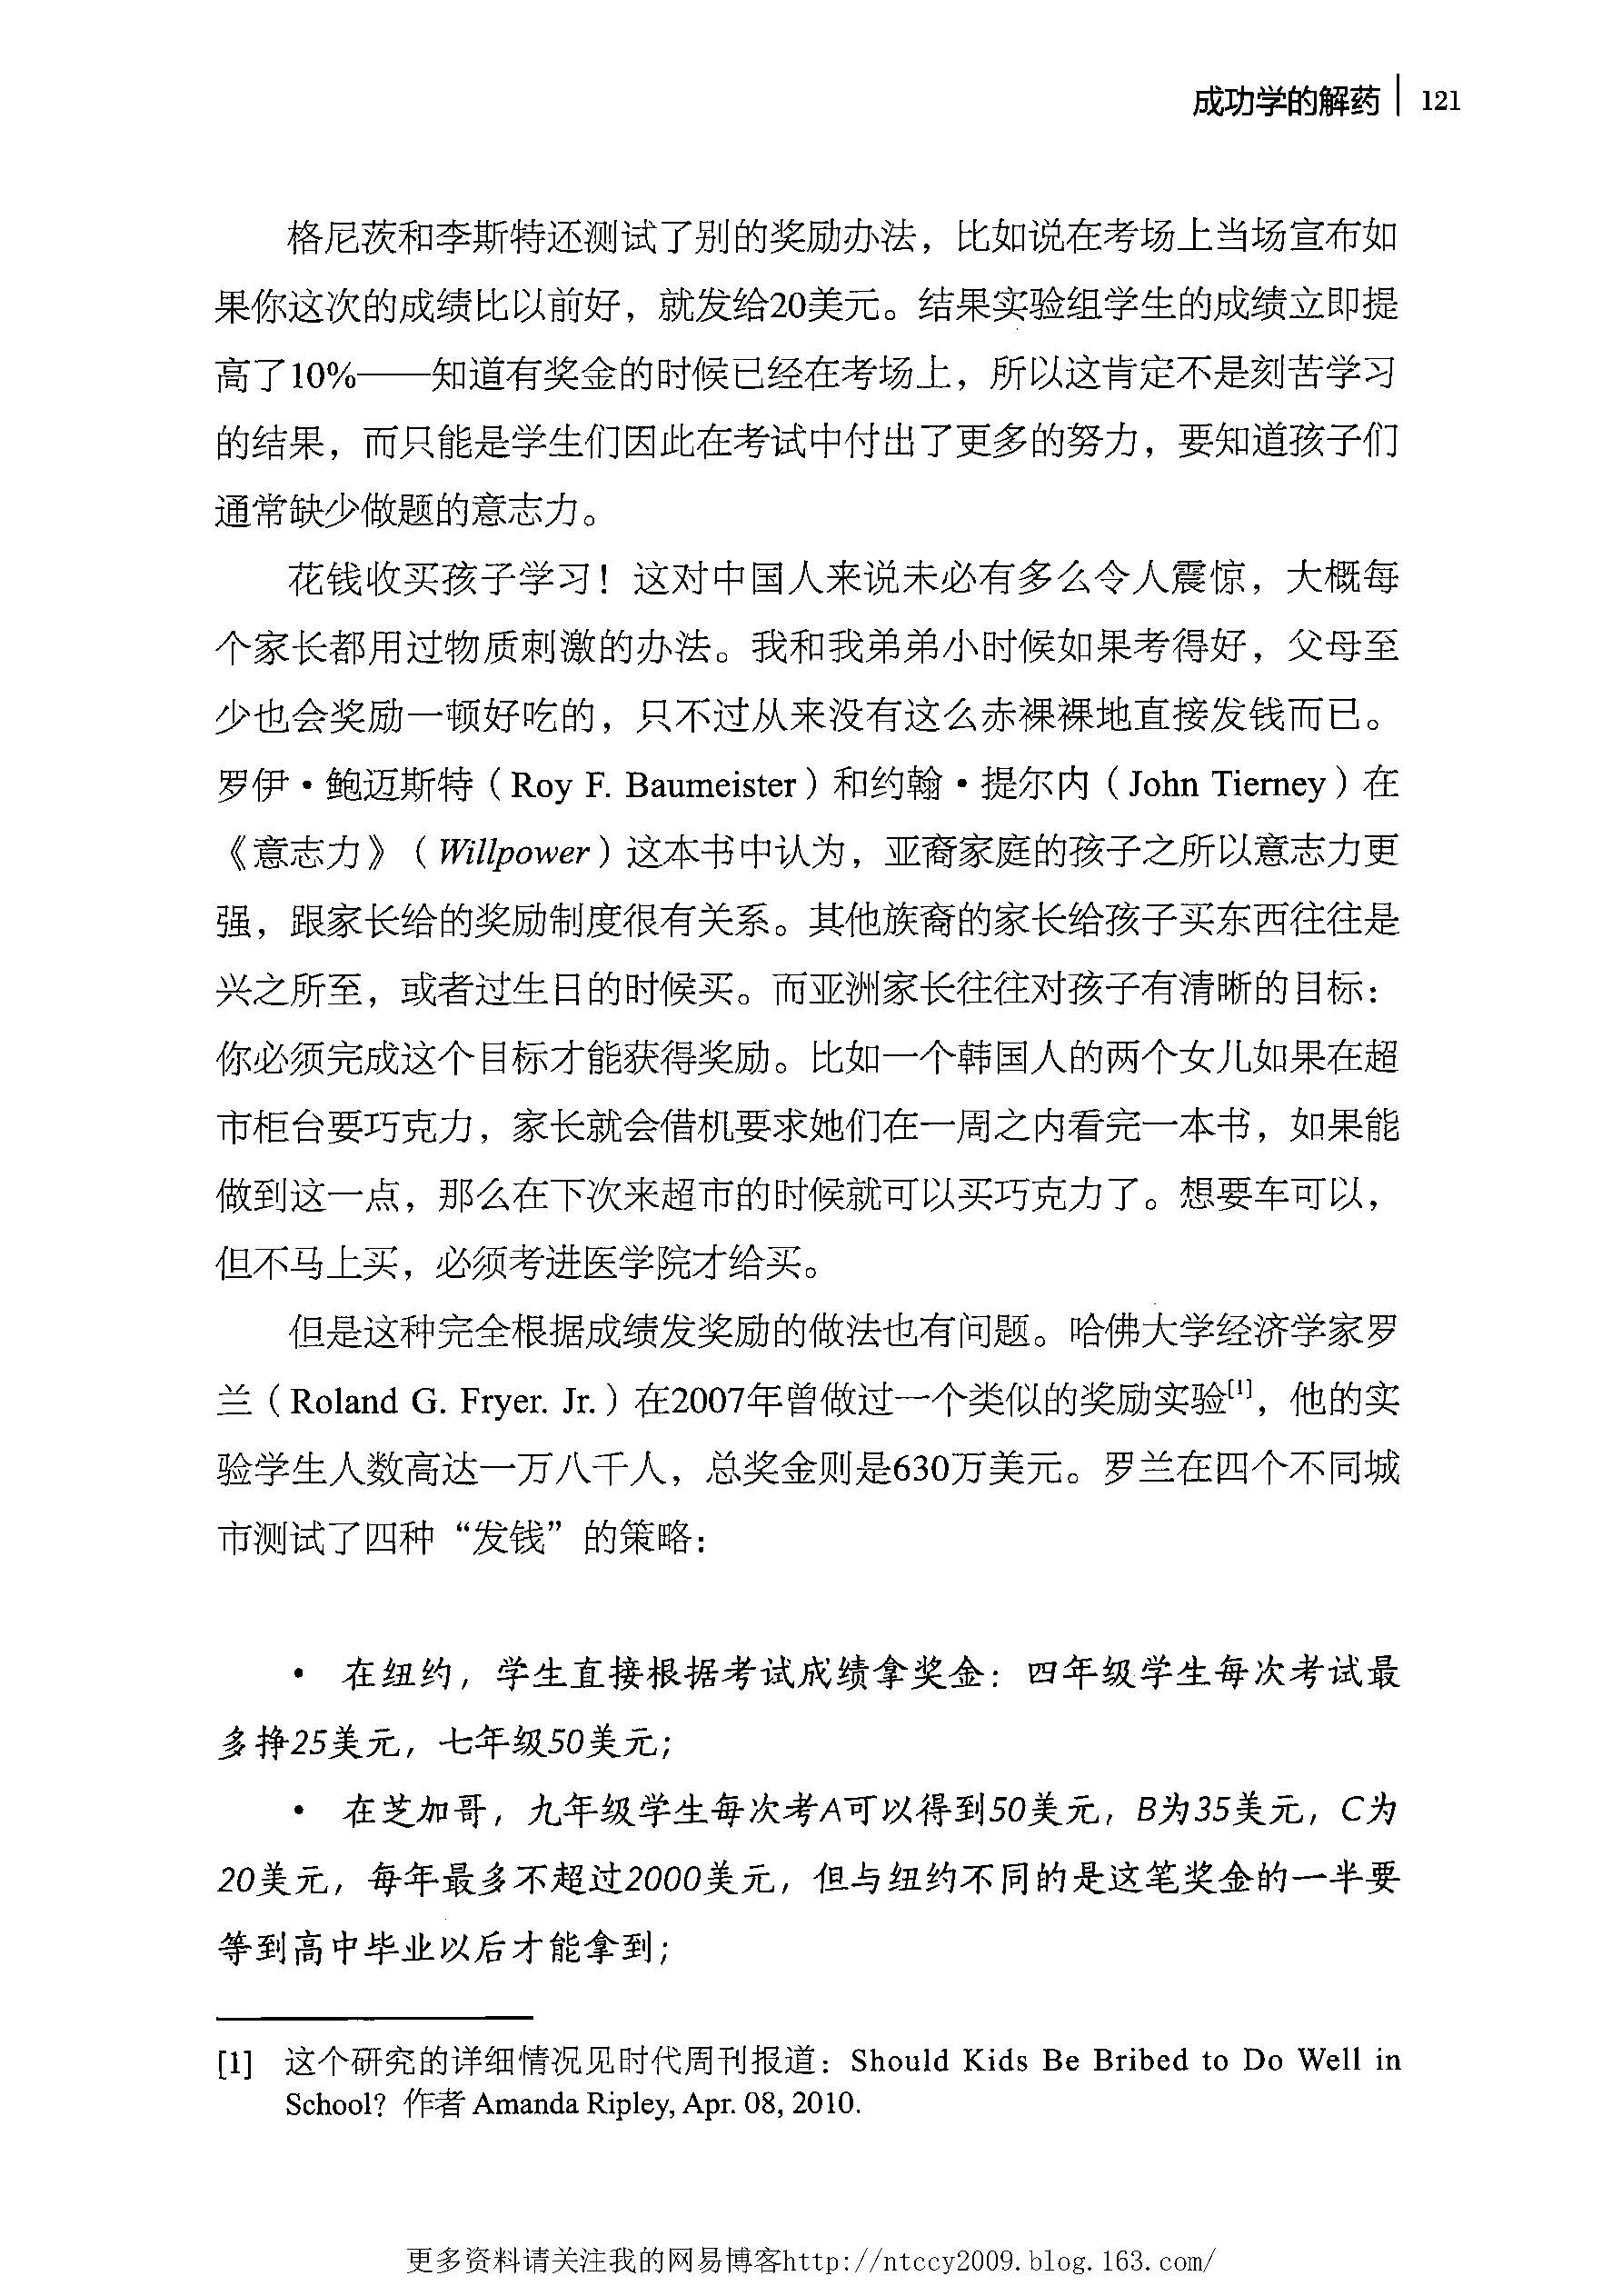 成功学的解药 | 121
格尼茨和李斯特还测试了别的奖励办法，比如说在考场上当场宣布如
果你这次的成绩比以前好，就发给20美元。结果实验组学生的成绩立即提
高了10%——知道有奖金的时候已经在考场上，所以这肯定不是刻苦学习
的结果，而只能是学生们因此在考试中付出了更多的努力，要知道孩子们
通常缺少做题的意志力。
花钱收买孩子学习！这对中国人来说未必有多么令人震惊，大概每
个家长都用过物质刺激的办法。我和我弟弟小时候如果考得好，父母至
少也会奖励一顿好吃的，只不过从来没有这么赤裸裸地直接发钱而已。
罗伊·鲍迈斯特（Roy F. Baumeister）和约翰·提尔内（John Tierney）在
《意志力》（Willpower）这本书中认为，亚裔家庭的孩子之所以意志力更
强，跟家长给的奖励制度很有关系。其他族裔的家长给孩子买东西往往是
兴之所至，或者过生日的时候买。而亚洲家长往往对孩子有清晰的目标：
你必须完成这个目标才能获得奖励。比如一个韩国人的两个女儿如果在超
市柜台要巧克力，家长就会借机要求她们在一周之内看完一本书，如果能
做到这一点，那么在下次来超市的时候就可以买巧克力了。想要车可以，
但不马上买，必须考进医学院才给买。
但是这种完全根据成绩发奖励的做法也有问题。哈佛大学经济学家罗
兰（Roland G. Fryer. Jr.）在2007年曾做过一个类似的奖励实验[1]，他的实
验学生人数高达一万八千人，总奖金则是630万美元。罗兰在四个不同城
市测试了四种“发钱”的策略：
• 在纽约，学生直接根据考试成绩拿奖金：四年级学生每次考试最
多挣25美元，七年级50美元；
• 在芝加哥，九年级学生每次考A可以得到50美元，B为35美元，C为
20美元，每年最多不超过2000美元，但与纽约不同的是这笔奖金的一半要
等到高中毕业以后才能拿到；
[1] 这个研究的详细情况见时代周刊报道：Should Kids Be Bribed to Do Well in
School? 作者 Amanda Ripley, Apr. 08, 2010.
更多资料请关注我的网易博客http://ntccy2009.blog.163.com/